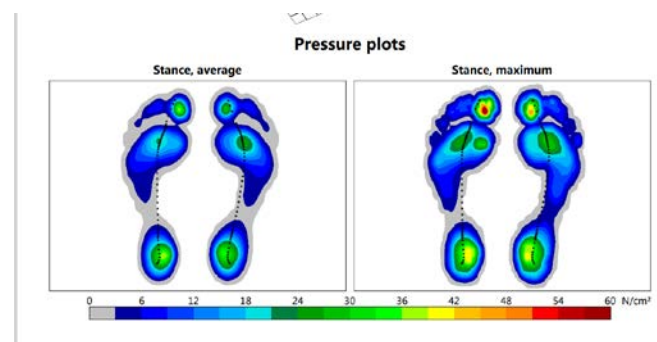 Pressure plots
Stance, average
Stance, maximum
0 6 12 18 24 30 36 42 48 54 60 N/cm²